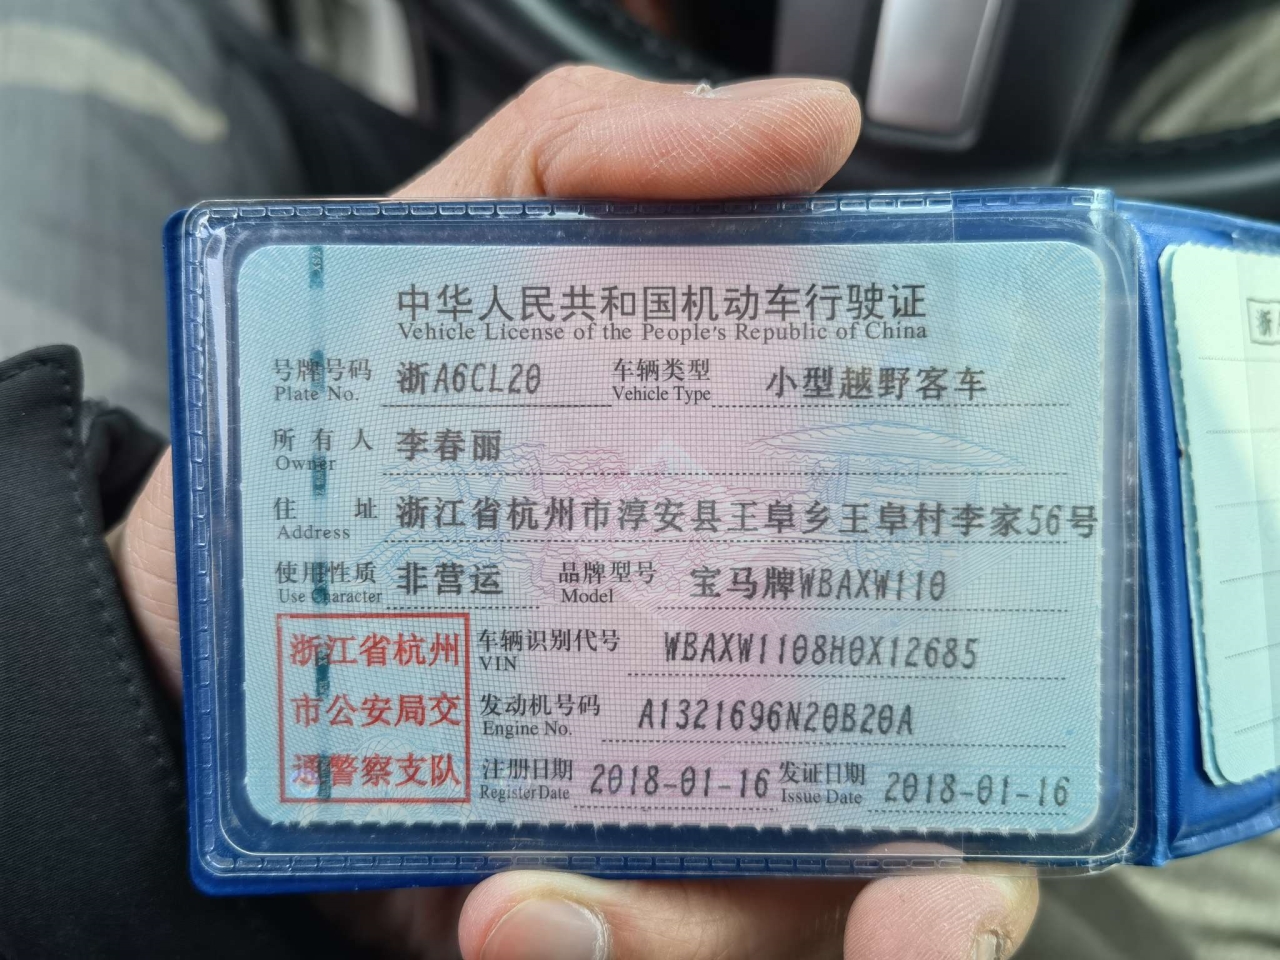 中华人民共和国机动车行驶证
Vehicle License of the People's Republic of China
号牌号码 浙A6CL20 车辆类型 小型越野客车
Plate No. Vehicle Type
所有人 李春丽
Owner
住址 浙江省杭州市淳安县王阜乡王阜村李家56号
Address
使用性质 非营运 品牌型号 宝马牌WBAXW110
Use Character Model
浙江省杭州
市公安局交
通警察支队
车辆识别代号 WBAXW1108H0X12685
VIN
发动机号码 A1321696N20B20A
Engine No.
注册日期 2018-01-16 发证日期 2018-01-16
Register Date Issue Date
浙